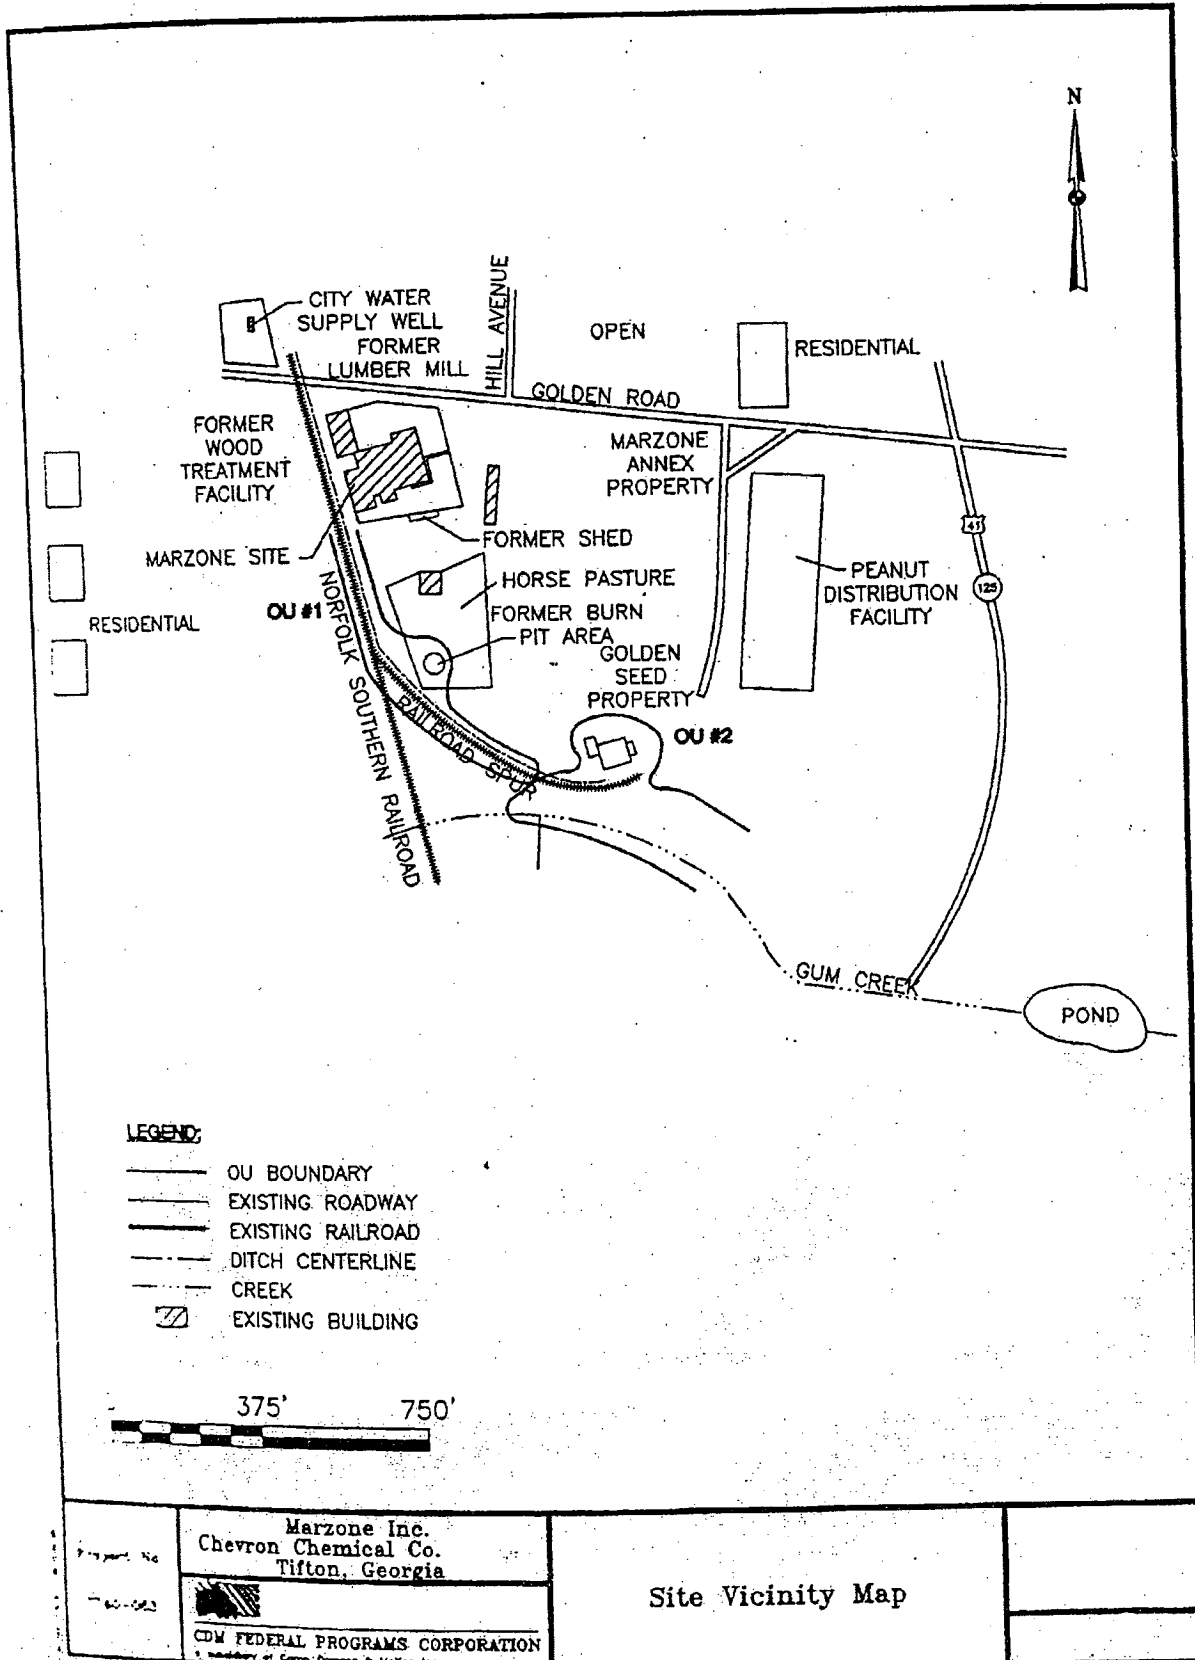 N
CITY WATER
SUPPLY WELL
FORMER
LUMBER MILL
HILL AVENUE
OPEN
RESIDENTIAL
GOLDEN ROAD
FORMER
WOOD
TREATMENT
FACILITY
MARZONE
ANNEX
PROPERTY
41
125
MARZONE SITE
FORMER SHED
HORSE PASTURE
PEANUT
DISTRIBUTION
FACILITY
OU #1
FORMER BURN
PIT AREA
RESIDENTIAL
GOLDEN
SEED
PROPERTY
NORFOLK SOUTHERN RAILROAD
RAILROAD SPUR
OU #2
GUM CREEK
POND
LEGEND:
OU BOUNDARY
EXISTING ROADWAY
EXISTING RAILROAD
DITCH CENTERLINE
CREEK
EXISTING BUILDING
375' 750'
Marzone Inc.
Chevron Chemical Co.
Tifton, Georgia
CDM FEDERAL PROGRAMS CORPORATION
Site Vicinity Map